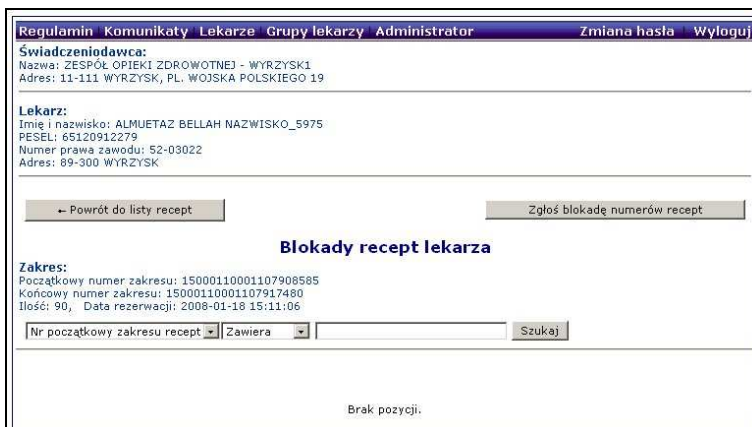 Regulamin Komunikaty Lekarze Grupy lekarzy Administrator Zmiana hasła Wyloguj
Świadczeniodawca:
Nazwa: ZESPÓŁ OPIEKI ZDROWOTNEJ - WYRZYSK1
Adres: 11-111 WYRZYSK, PL. WOJSKA POLSKIEGO 19
Lekarz:
Imię i nazwisko: ALMUETAZ BELLAH NAZWISKO_5975
PESEL: 65120912279
Numer prawa zawodu: 52-03022
Adres: 89-300 WYRZYSK
← Powrót do listy recept Zgłoś blokadę numerów recept
Blokady recept lekarza
Zakres:
Początkowy numer zakresu: 15000110001107908585
Końcowy numer zakresu: 15000110001107917480
Ilość: 90, Data rezerwacji: 2008-01-18 15:11:06
Nr początkowy zakresu recept Zawiera Szukaj
Brak pozycji.